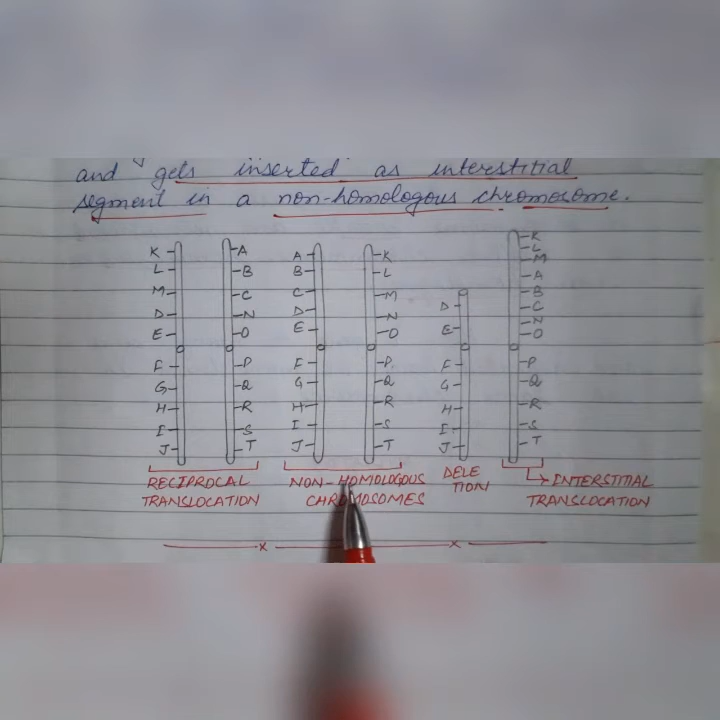 and gets inserted as interstitial
segment in a non-homologous chromosome.
K A A K K
L B B L L
M C C M M
D N D N D A
E O E O E B
C
N
O
F P F P F P
G Q G Q G Q
H R H R H R
I S I S I S
J T J T J T
RECIPROCAL TRANSLOCATION
NON-HOMOLOGOUS CHROMOSOMES
DELE
TION
INTERSTITIAL
TRANSLOCATION